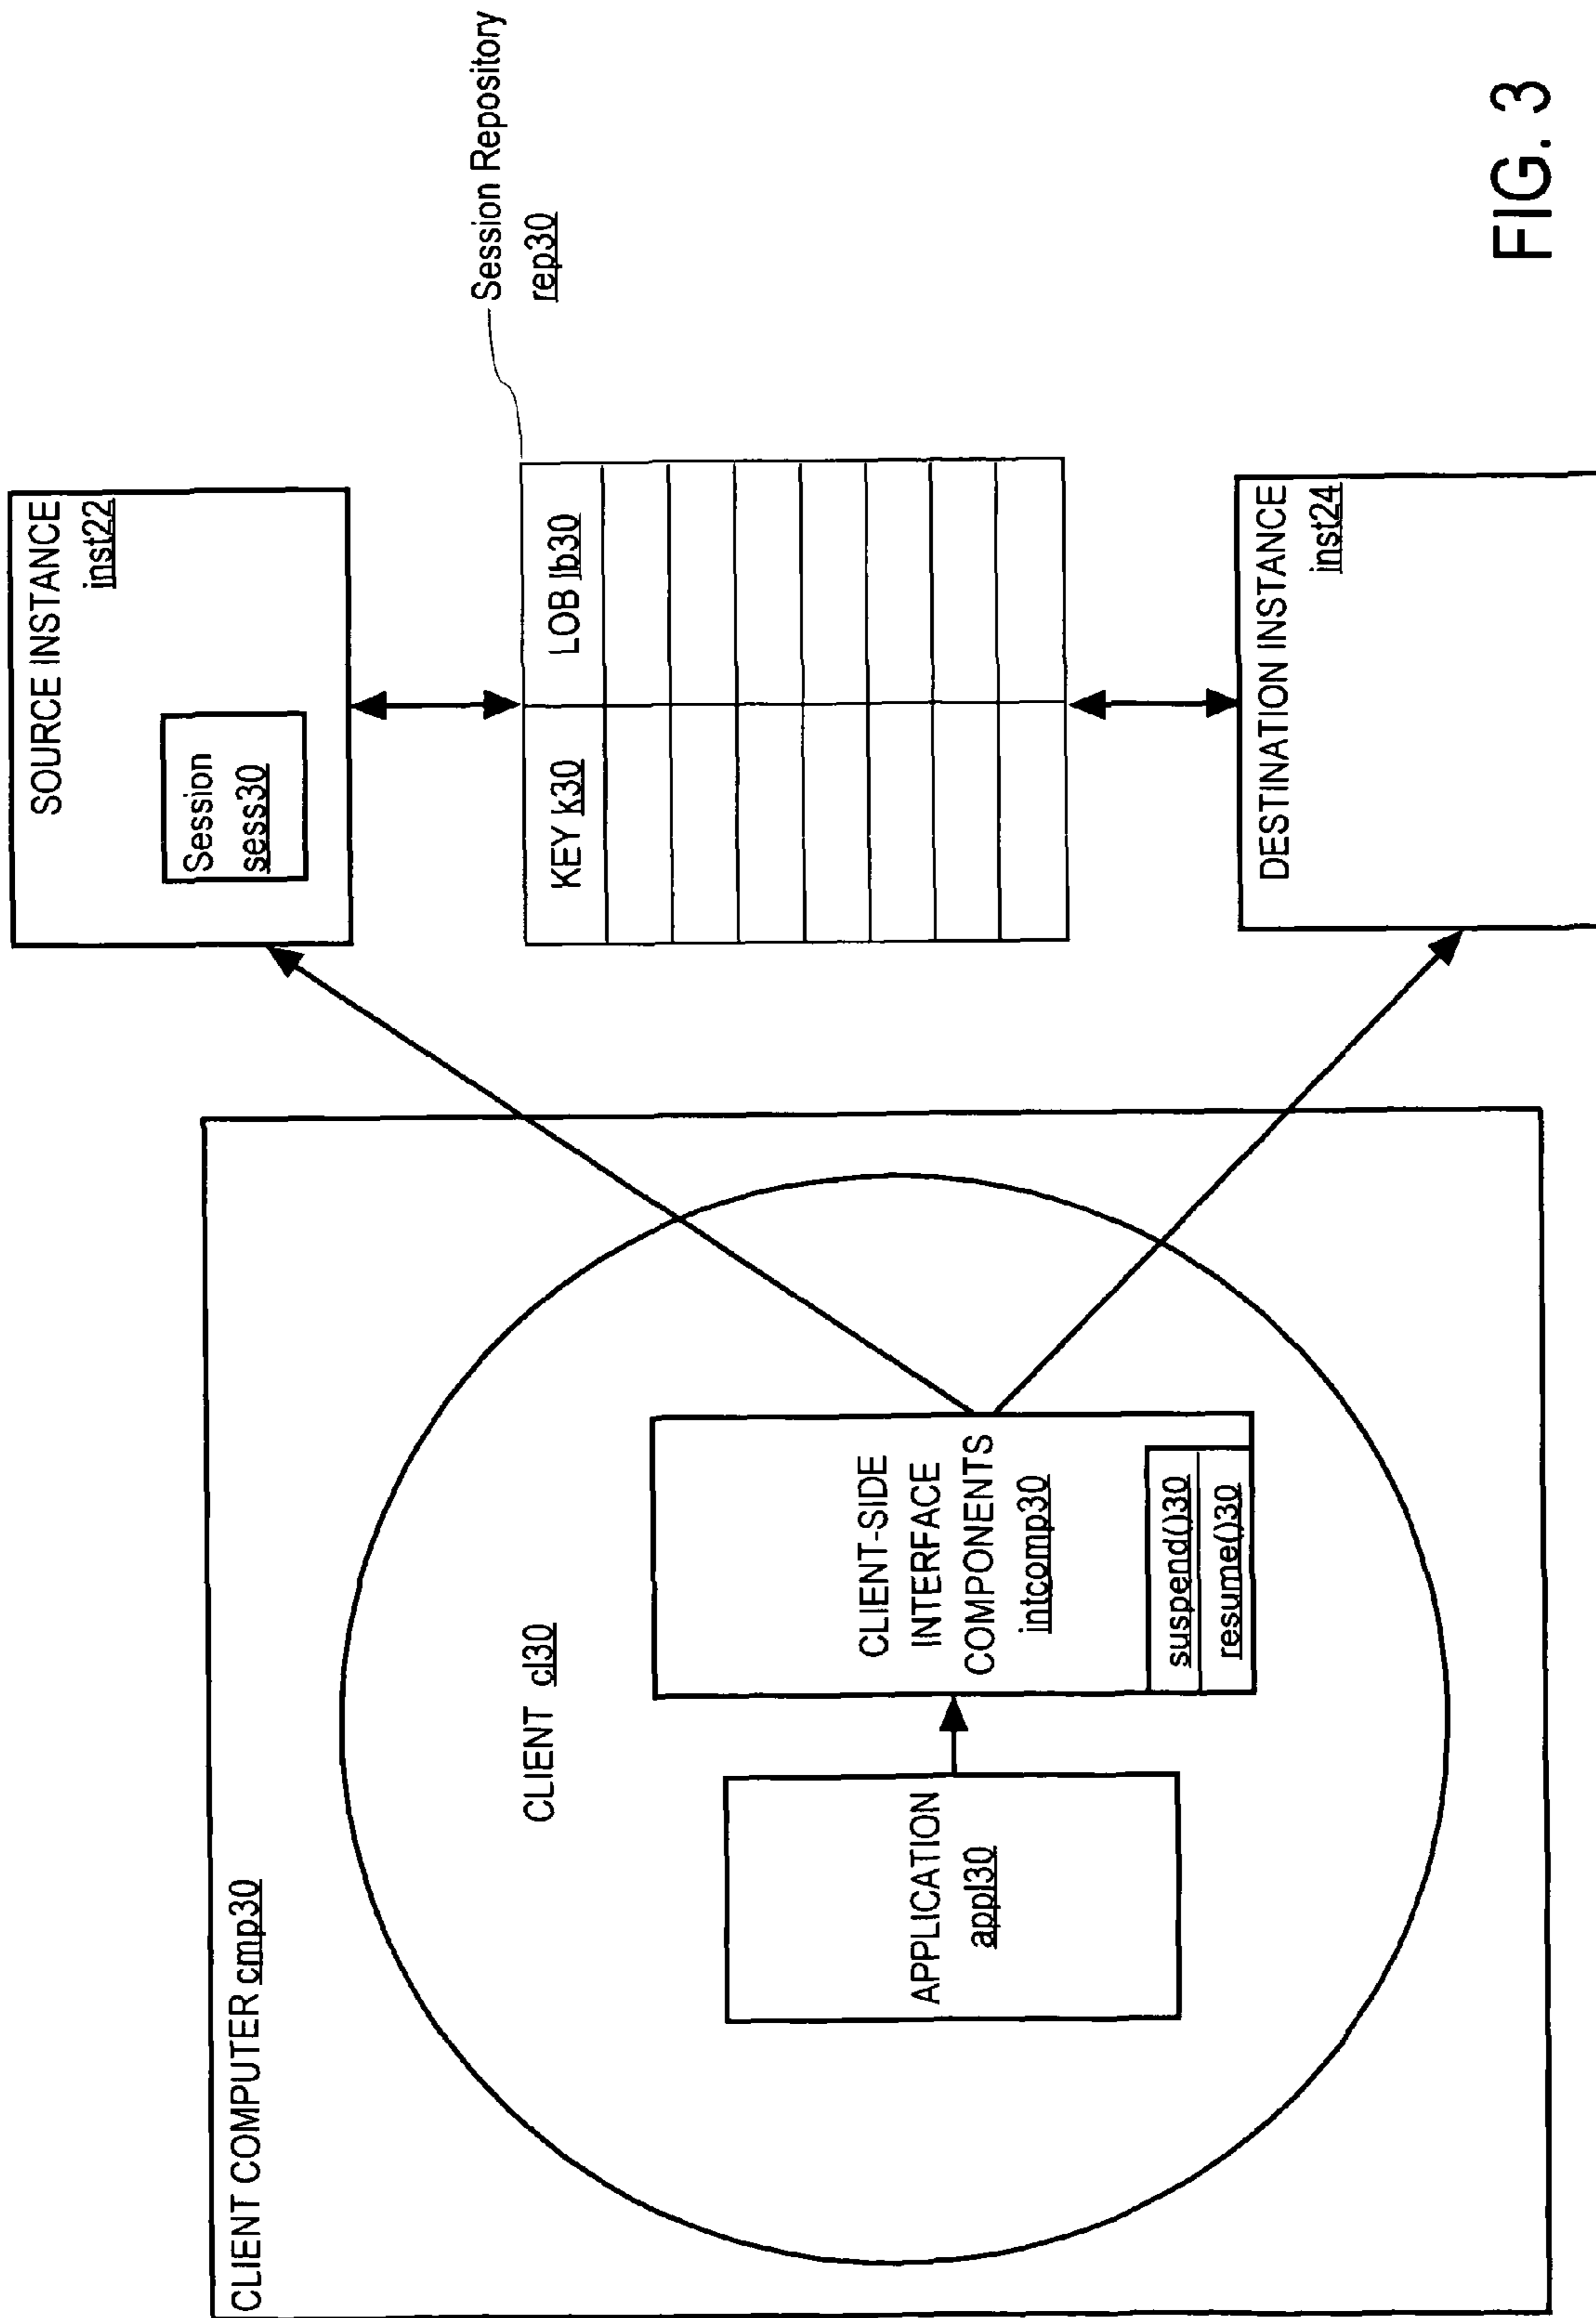 CLIENT COMPUTER cmp30
CLIENT cl30
APPLICATION
appl30
CLIENT-SIDE
INTERFACE
COMPONENTS
intcomp30
suspend()30
resume()30
SOURCE INSTANCE
inst22
Session
sess30
KEY k30
LOB lb30
Session Repository
rep30
DESTINATION INSTANCE
inst24
FIG. 3